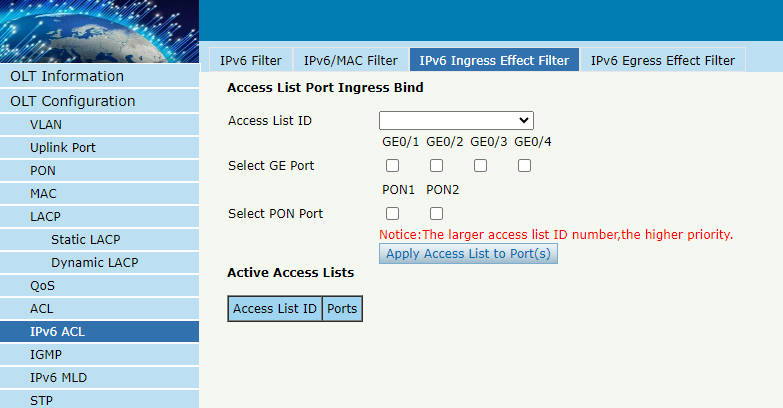 IPv6 Filter IPv6/MAC Filter IPv6 Ingress Effect Filter IPv6 Egress Effect Filter
OLT Information
OLT Configuration
VLAN
Uplink Port
PON
MAC
LACP
Static LACP
Dynamic LACP
QoS
ACL
IPv6 ACL
IGMP
IPv6 MLD
STP
Access List Port Ingress Bind
Access List ID
GE0/1 GE0/2 GE0/3 GE0/4
Select GE Port
PON1 PON2
Select PON Port
Notice:The larger access list ID number,the higher priority.
Apply Access List to Port(s)
Active Access Lists
Access List ID Ports